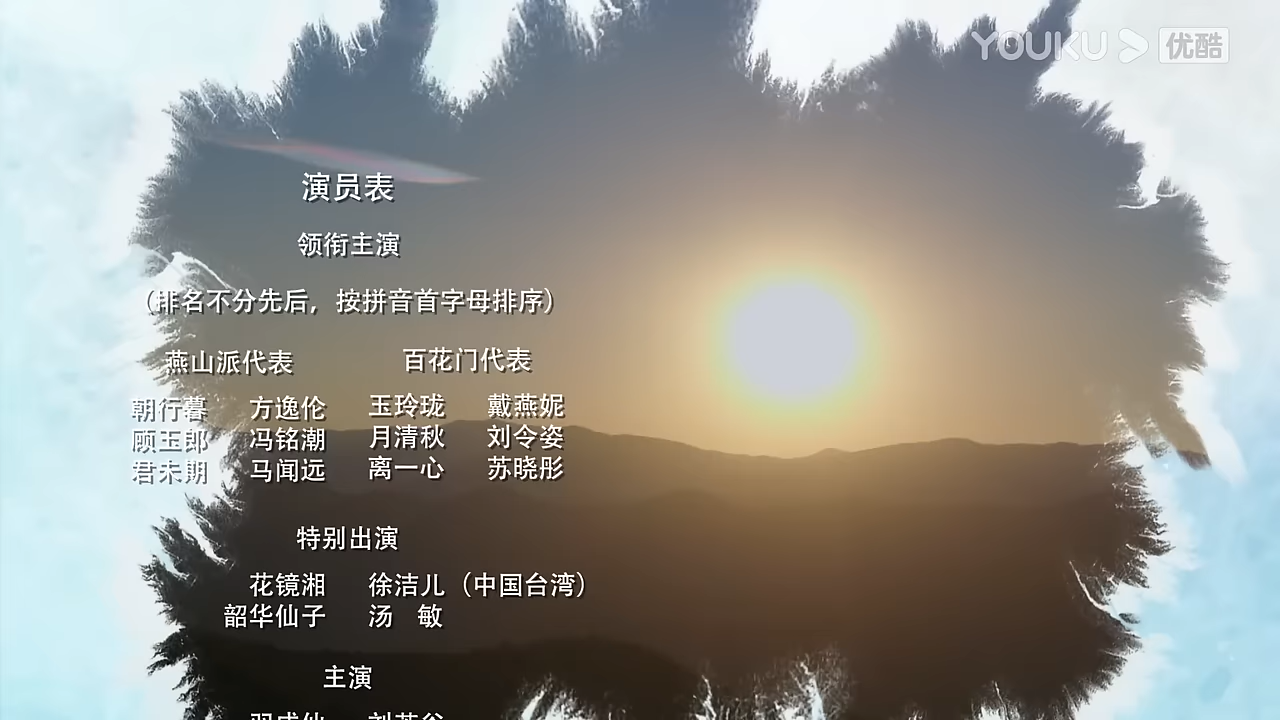 YOUKU 优酷
演员表
领衔主演
（排名不分先后，按拼音首字母排序）
燕山派代表 百花门代表
朝行暮 方逸伦 玉玲珑 戴燕妮
顾玉郎 冯铭潮 月清秋 刘令姿
君未期 马闻远 离一心 苏晓彤
特别出演
花镜湘 徐洁儿（中国台湾）
韶华仙子 汤 敏
主演